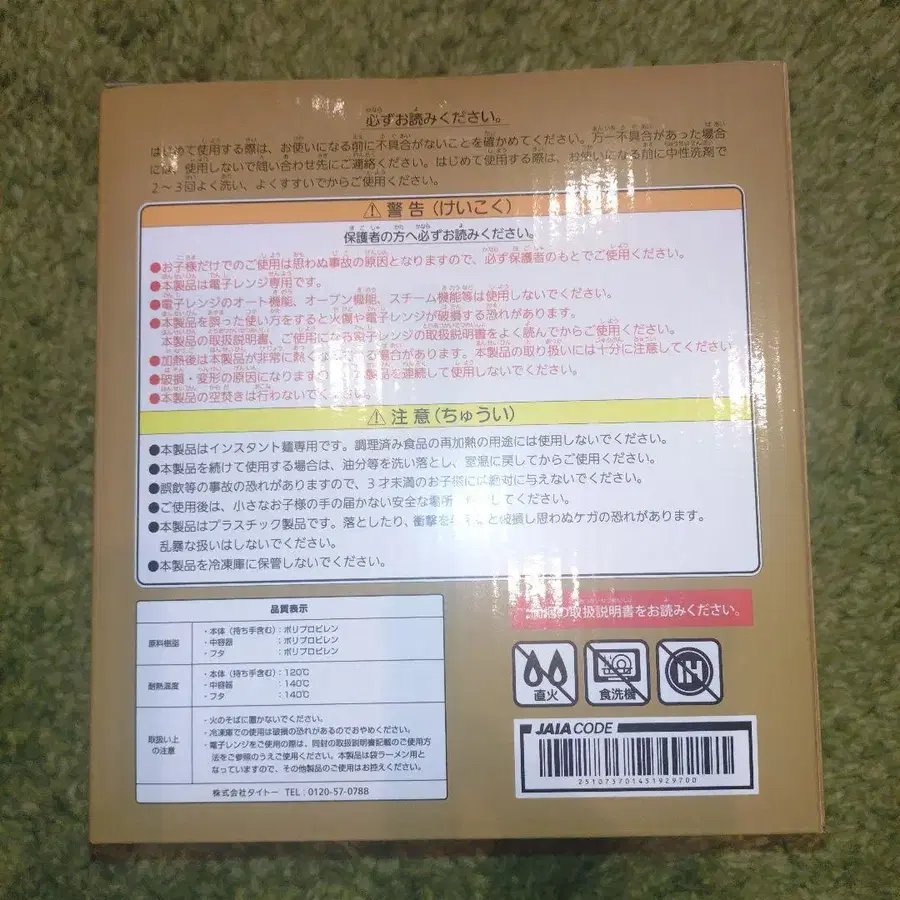 必ずお読みください。
はじめて使用する際は、お使いになる前に不具合がないことを確かめてください。万一不具合があった場合
には、使用しないで問い合わせ先にご連絡ください。はじめて使用する際は、お使いになる前に中性洗剤で
2〜3回よく洗い、よくすすいでからご使用ください。
⚠警告(けいこく)
保護者の方へ必ずお読みください。
●お子様だけでのご使用は思わぬ事故の原因となりますので、必ず保護者のもとでご使用ください。
●本製品は電子レンジ専用です。
●電子レンジのオート機能、オーブン機能、スチーム機能等は使用しないでください。
●本製品を誤った使い方をすると火傷や電子レンジが破損する恐れがあります。
本製品の取扱説明書、ご使用になる電子レンジの取扱説明書をよく読んでからご使用ください。
●加熱後は本製品が非常に熱くなる場合があります。本製品の取り扱いには十分に注意してください
●破損・変形の原因になりますの 製品を連続して使用しないでください。
●本製品の空焚きは行わないでください。
⚠注意(ちゅうい)
●本製品はインスタント麺専用です。調理済み食品の再加熱の用途には使用しないでください。
●本製品を続けて使用する場合は、油分等を洗い落とし、室温に戻してからご使用ください。
●誤飲等の事故の恐れがありますので、3才未満のお子様には絶対に与えないでください。
●ご使用後は、小さなお子様の手の届かない安全な場所 してください。
●本製品はプラスチック製品です。落としたり、衝撃を与 と破損し思わぬケガの恐れがあります。
乱暴な扱いはしないでください。
●本製品を冷凍庫に保管しないでください。
品質表示
原料樹脂
・本体(持ち手含む):ポリプロピレン
・中容器 :ポリプロピレン
・フタ :ポリプロピレン
耐熱温度
・本体(持ち手含む):120℃
・中容器 :140℃
・フタ :140℃
取扱い上
の注意
・火のそばに置かないでください。
・冷凍庫での使用は破損の恐れがあるのでおやめください。
・電子レンジをご使用の際は、同封の取扱説明書記載のご使用方
法をご参照のうえご使用ください。本製品は袋ラーメン用と
なっていますので、その他製品のご使用はお控えください。
株式会社タイトー TEL:0120-57-0788
の取扱説明書をお読みください。
直火
食洗機
IH
JAIA CODE
251073701431929700